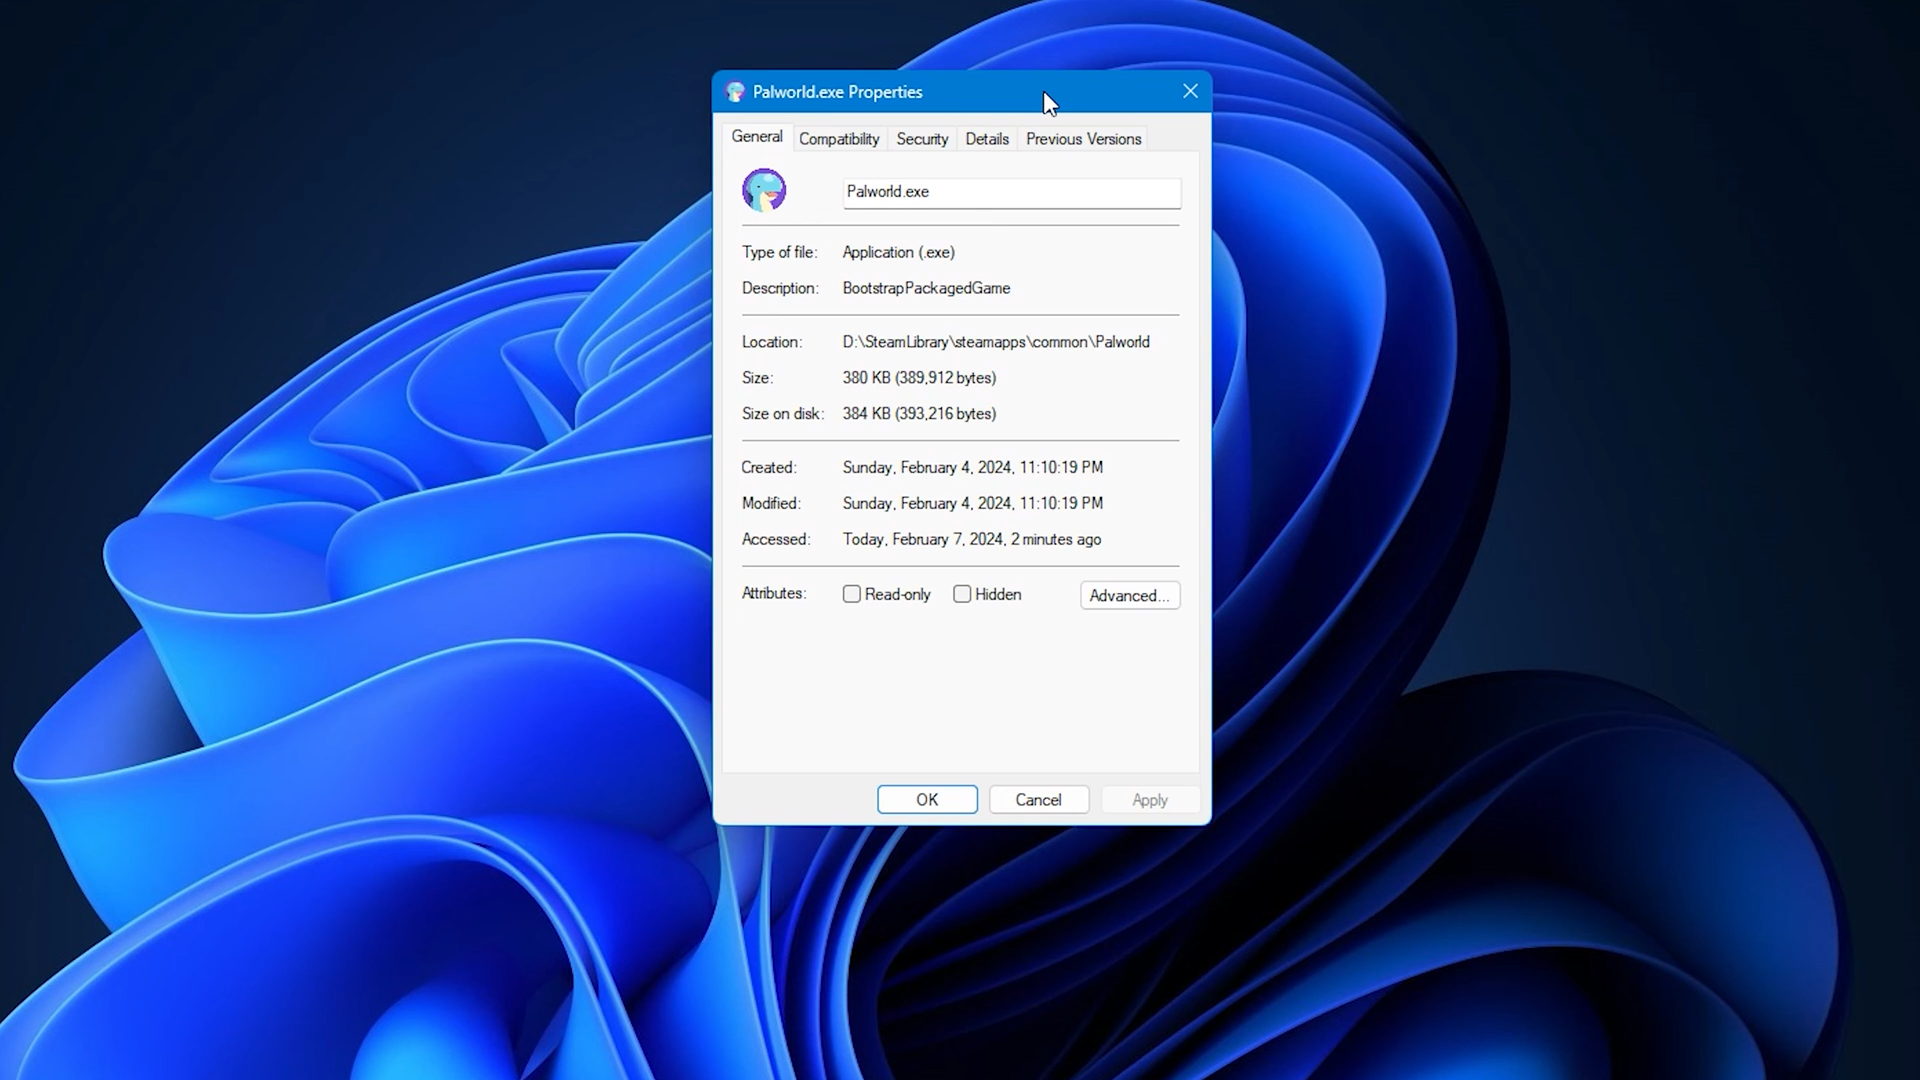 Palworld.exe Properties
General Compatibility Security Details Previous Versions
Palworld.exe
Type of file: Application (.exe)
Description: BootstrapPackagedGame
Location: D:\SteamLibrary\steamapps\common\Palworld
Size: 380 KB (389,912 bytes)
Size on disk: 384 KB (393,216 bytes)
Created: Sunday, February 4, 2024, 11:10:19 PM
Modified: Sunday, February 4, 2024, 11:10:19 PM
Accessed: Today, February 7, 2024, 2 minutes ago
Attributes: Read-only Hidden Advanced...
OK Cancel Apply